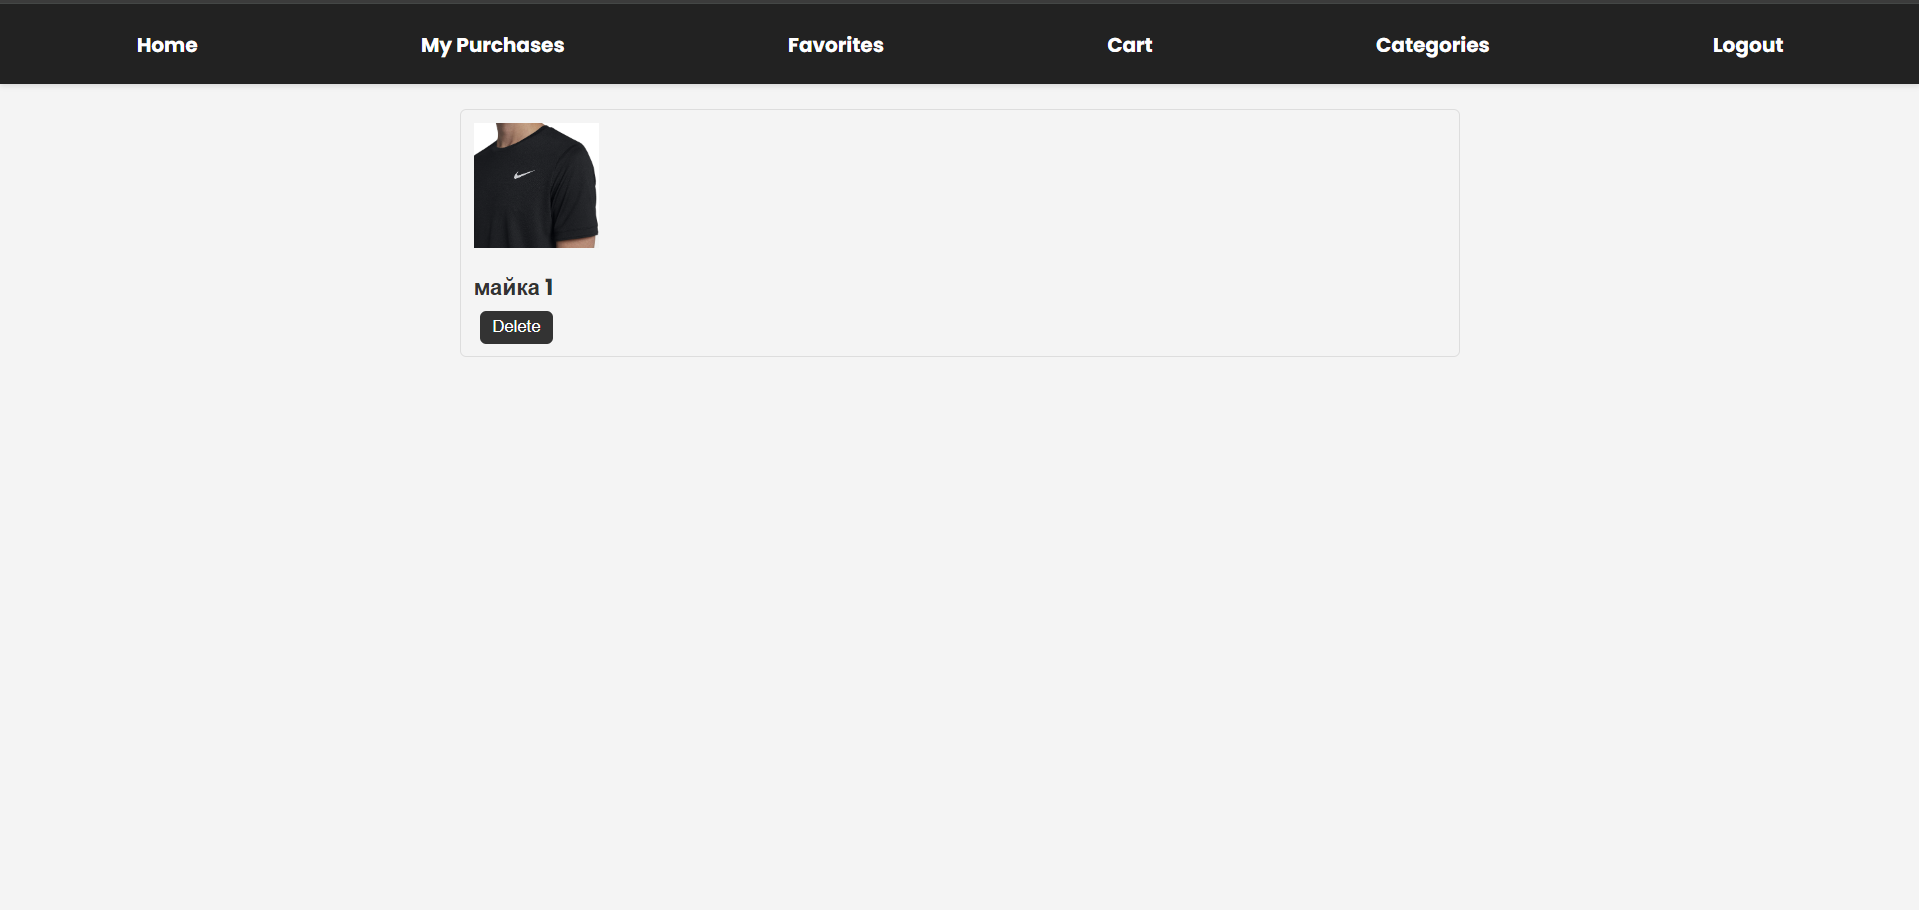 Home My Purchases Favorites Cart Categories Logout
майка 1
Delete